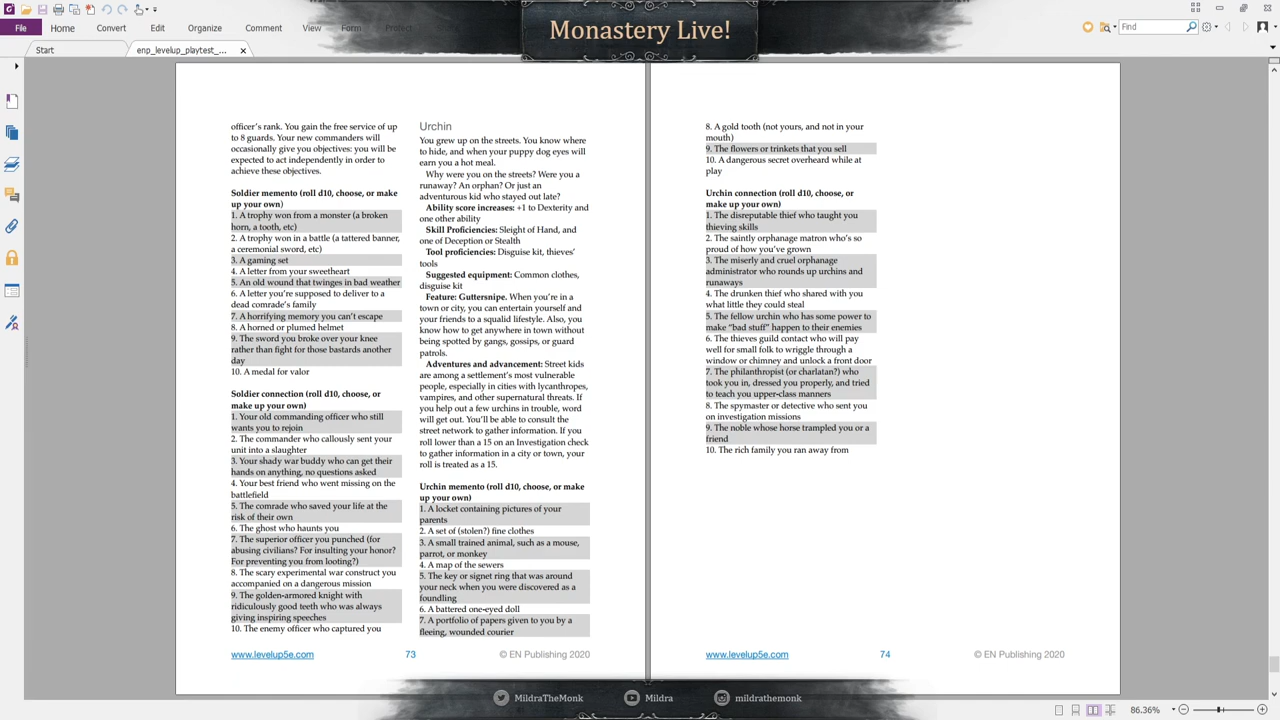 Monastery Live!
File
Home
Convert
Edit
Organize
Comment
View
Form
Protect
Find
Start
enp_levelup_playtest_...
officer's rank. You gain the free service of up
to 8 guards. Your new commanders will
occasionally give you objectives: you will be
expected to act independently in order to
achieve these objectives.
Soldier memento (roll d10, choose, or make
up your own)
1. A trophy won from a monster (a broken
horn, a tooth, etc)
2. A trophy won in a battle (a tattered banner,
a ceremonial sword, etc)
3. A gaming set
4. A letter from your sweetheart
5. An old wound that twinges in bad weather
6. A letter you're supposed to deliver to a
dead comrade's family
7. A horrifying memory you can't escape
8. A horned or plumed helmet
9. The sword you broke over your knee
rather than fight for those bastards another
day
10. A medal for valor
Soldier connection (roll d10, choose, or
make up your own)
1. Your old commanding officer who still
wants you to rejoin
2. The commander who callously sent your
unit into a slaughter
3. Your shady war buddy who can get their
hands on anything, no questions asked
4. Your best friend who went missing on the
battlefield
5. The comrade who saved your life at the
risk of their own
6. The ghost who haunts you
7. The superior officer you punched (for
abusing civilians? For insulting your honor?
For preventing you from looting?)
8. The scary experimental war construct you
accompanied on a dangerous mission
9. The golden-armored knight with
ridiculously good teeth who was always
giving inspiring speeches
10. The enemy officer who captured you
Urchin
You grew up on the streets. You know where
to hide, and when your puppy dog eyes will
earn you a hot meal.
Why were you on the streets? Were you a
runaway? An orphan? Or just an
adventurous kid who stayed out late?
Ability score increases: +1 to Dexterity and
one other ability
Skill Proficiencies: Sleight of Hand, and
one of Deception or Stealth
Tool proficiencies: Disguise kit, thieves'
tools
Suggested equipment: Common clothes,
disguise kit
Feature: Guttersnipe. When you're in a
town or city, you can entertain yourself and
your friends to a squalid lifestyle. Also, you
know how to get anywhere in town without
being spotted by gangs, gossips, or guard
patrols.
Adventures and advancement: Street kids
are among a settlement's most vulnerable
people, especially in cities with lycanthropes,
vampires, and other supernatural threats. If
you help out a few urchins in trouble, word
will get out. You'll be able to consult the
street network to gather information. If you
roll lower than a 15 on an Investigation check
to gather information in a city or town, your
roll is treated as a 15.
Urchin memento (roll d10, choose, or make
up your own)
1. A locket containing pictures of your
parents
2. A set of (stolen?) fine clothes
3. A small trained animal, such as a mouse,
parrot, or monkey
4. A map of the sewers
5. The key or signet ring that was around
your neck when you were discovered as a
foundling
6. A battered one-eyed doll
7. A portfolio of papers given to you by a
fleeing, wounded courier
www.levelup5e.com
73
© EN Publishing 2020
8. A gold tooth (not yours, and not in your
mouth)
9. The flowers or trinkets that you sell
10. A dangerous secret overheard while at
play
Urchin connection (roll d10, choose, or
make up your own)
1. The disreputable thief who taught you
thieving skills
2. The saintly orphanage matron who's so
proud of how you've grown
3. The miserly and cruel orphanage
administrator who rounds up urchins and
runaways
4. The drunken thief who shared with you
what little they could steal
5. The fellow urchin who has some power to
make "bad stuff" happen to their enemies
6. The thieves guild contact who will pay
well for small folk to wriggle through a
window or chimney and unlock a front door
7. The philanthropist (or charlatan?) who
took you in, dressed you properly, and tried
to teach you upper-class manners
8. The spymaster or detective who sent you
on investigation missions
9. The noble whose horse trampled you or a
friend
10. The rich family you ran away from
www.levelup5e.com
74
© EN Publishing 2020
MildraTheMonk
Mildra
mildrathemonk
86.36%